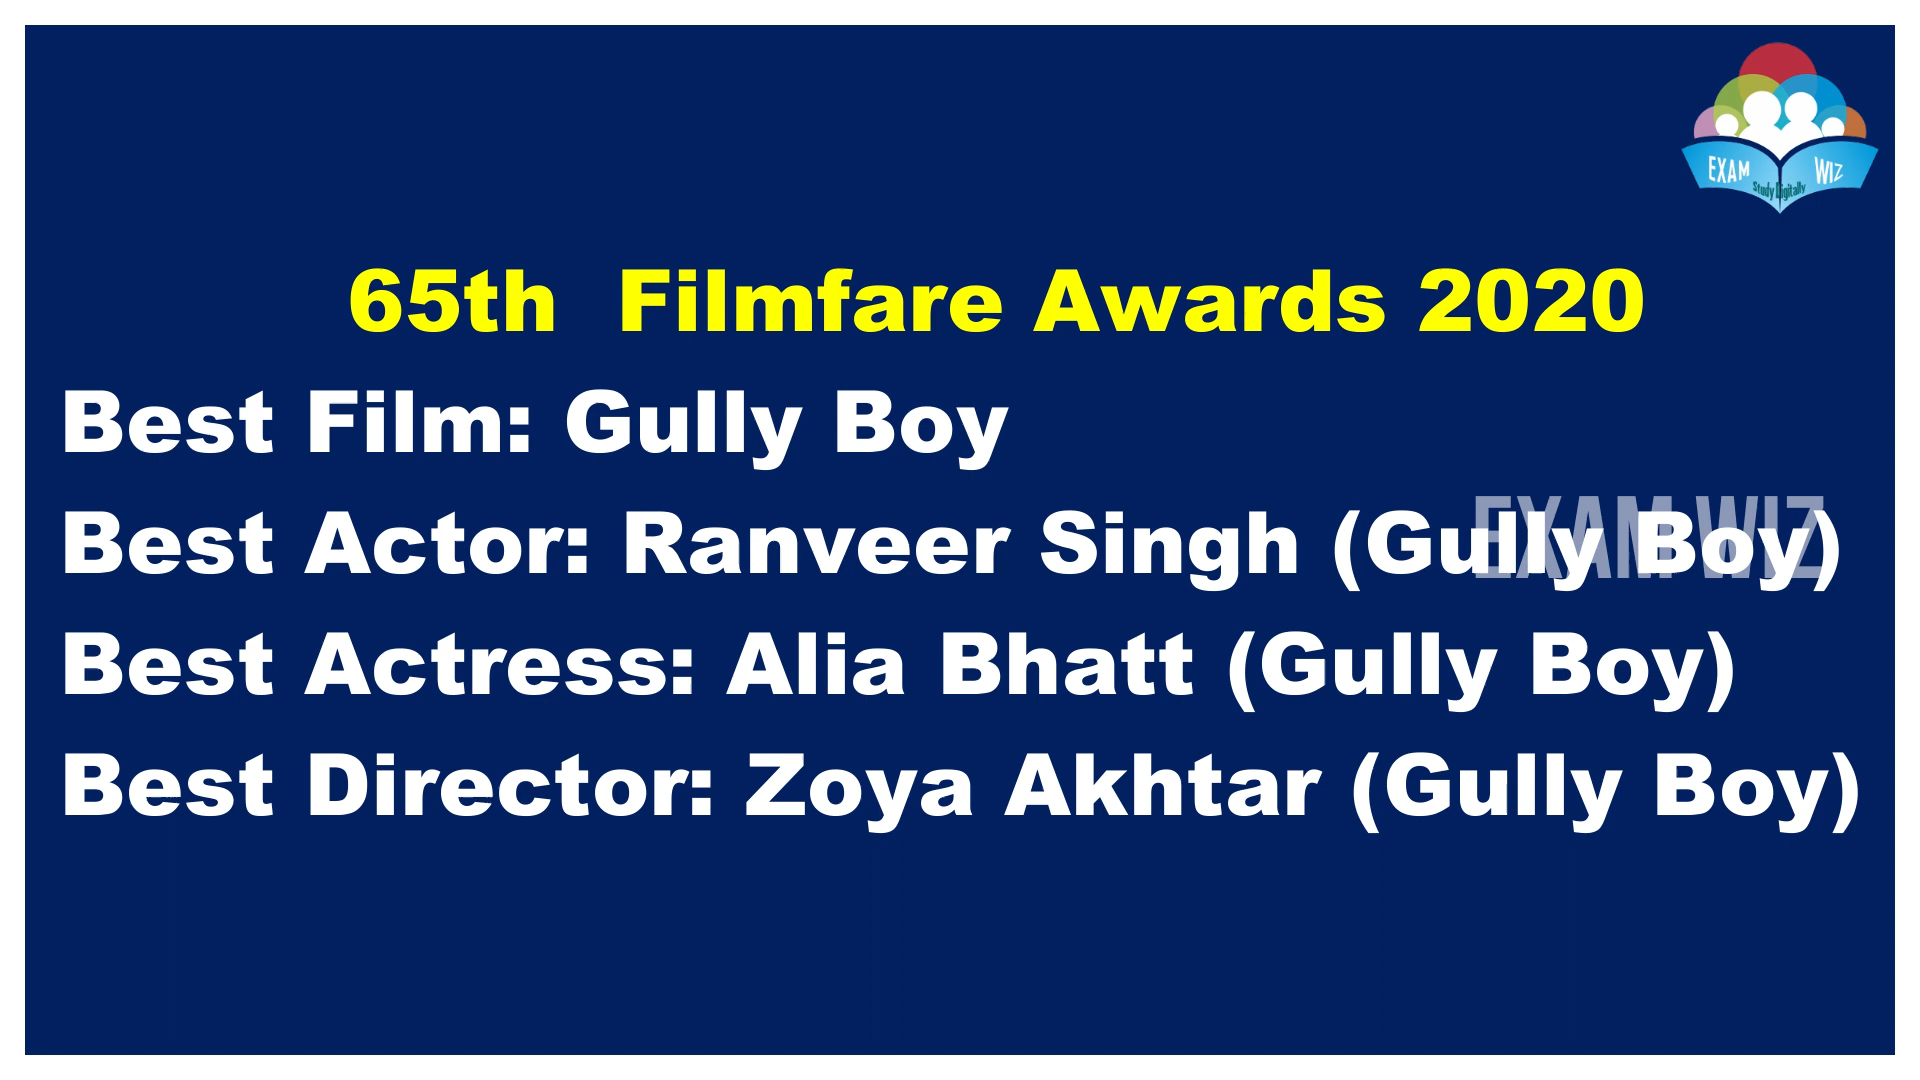 EXAM WIZ
Study Digitally
65th  Filmfare Awards 2020
Best Film: Gully Boy
Best Actor: Ranveer Singh (Gully Boy)
EXAM WIZ
Best Actress: Alia Bhatt (Gully Boy)
Best Director: Zoya Akhtar (Gully Boy)